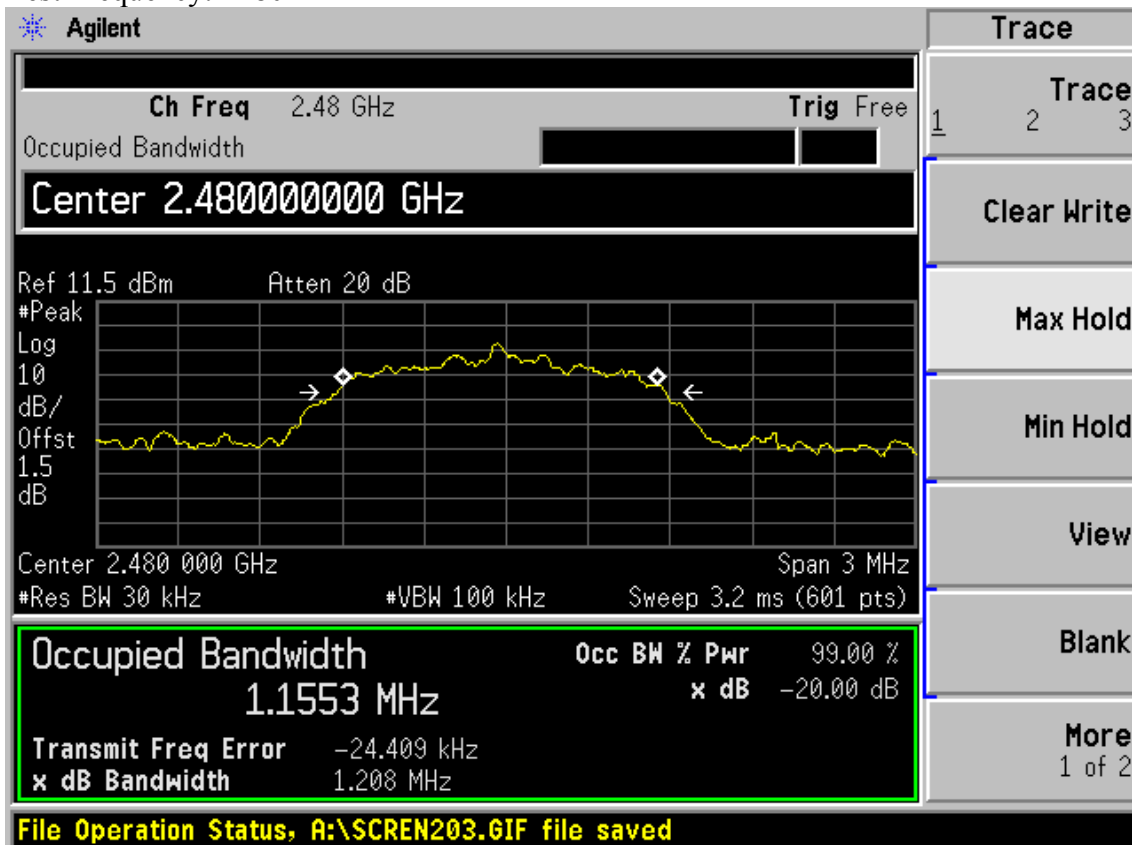 Agilent
Trace
Ch Freq 2.48 GHz Trig Free
Occupied Bandwidth
Center 2.480000000 GHz
Ref 11.5 dBm Atten 20 dB
#Peak
Log
10
dB/
Offst
1.5
dB
Center 2.480 000 GHz Span 3 MHz
#Res BW 30 kHz #VBW 100 kHz Sweep 3.2 ms (601 pts)
Occupied Bandwidth Occ BW % Pwr 99.00 %
1.1553 MHz x dB -20.00 dB
Transmit Freq Error -24.409 kHz
x dB Bandwidth 1.208 MHz
File Operation Status, A:\SCREN203.GIF file saved
Trace
1 2 3
Clear Write
Max Hold
Min Hold
View
Blank
More
1 of 2